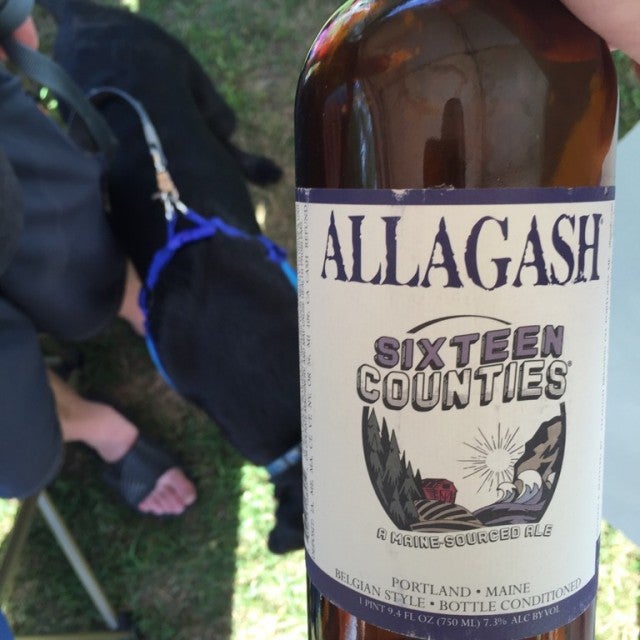 ALLAGASH
SIXTEEN
COUNTIES®
A MAINE-SOURCED ALE
PORTLAND • MAINE
BELGIAN STYLE • BOTTLE CONDITIONED
1 PINT 9.4 FL OZ (750 ML) 7.3% ALC BY VOL